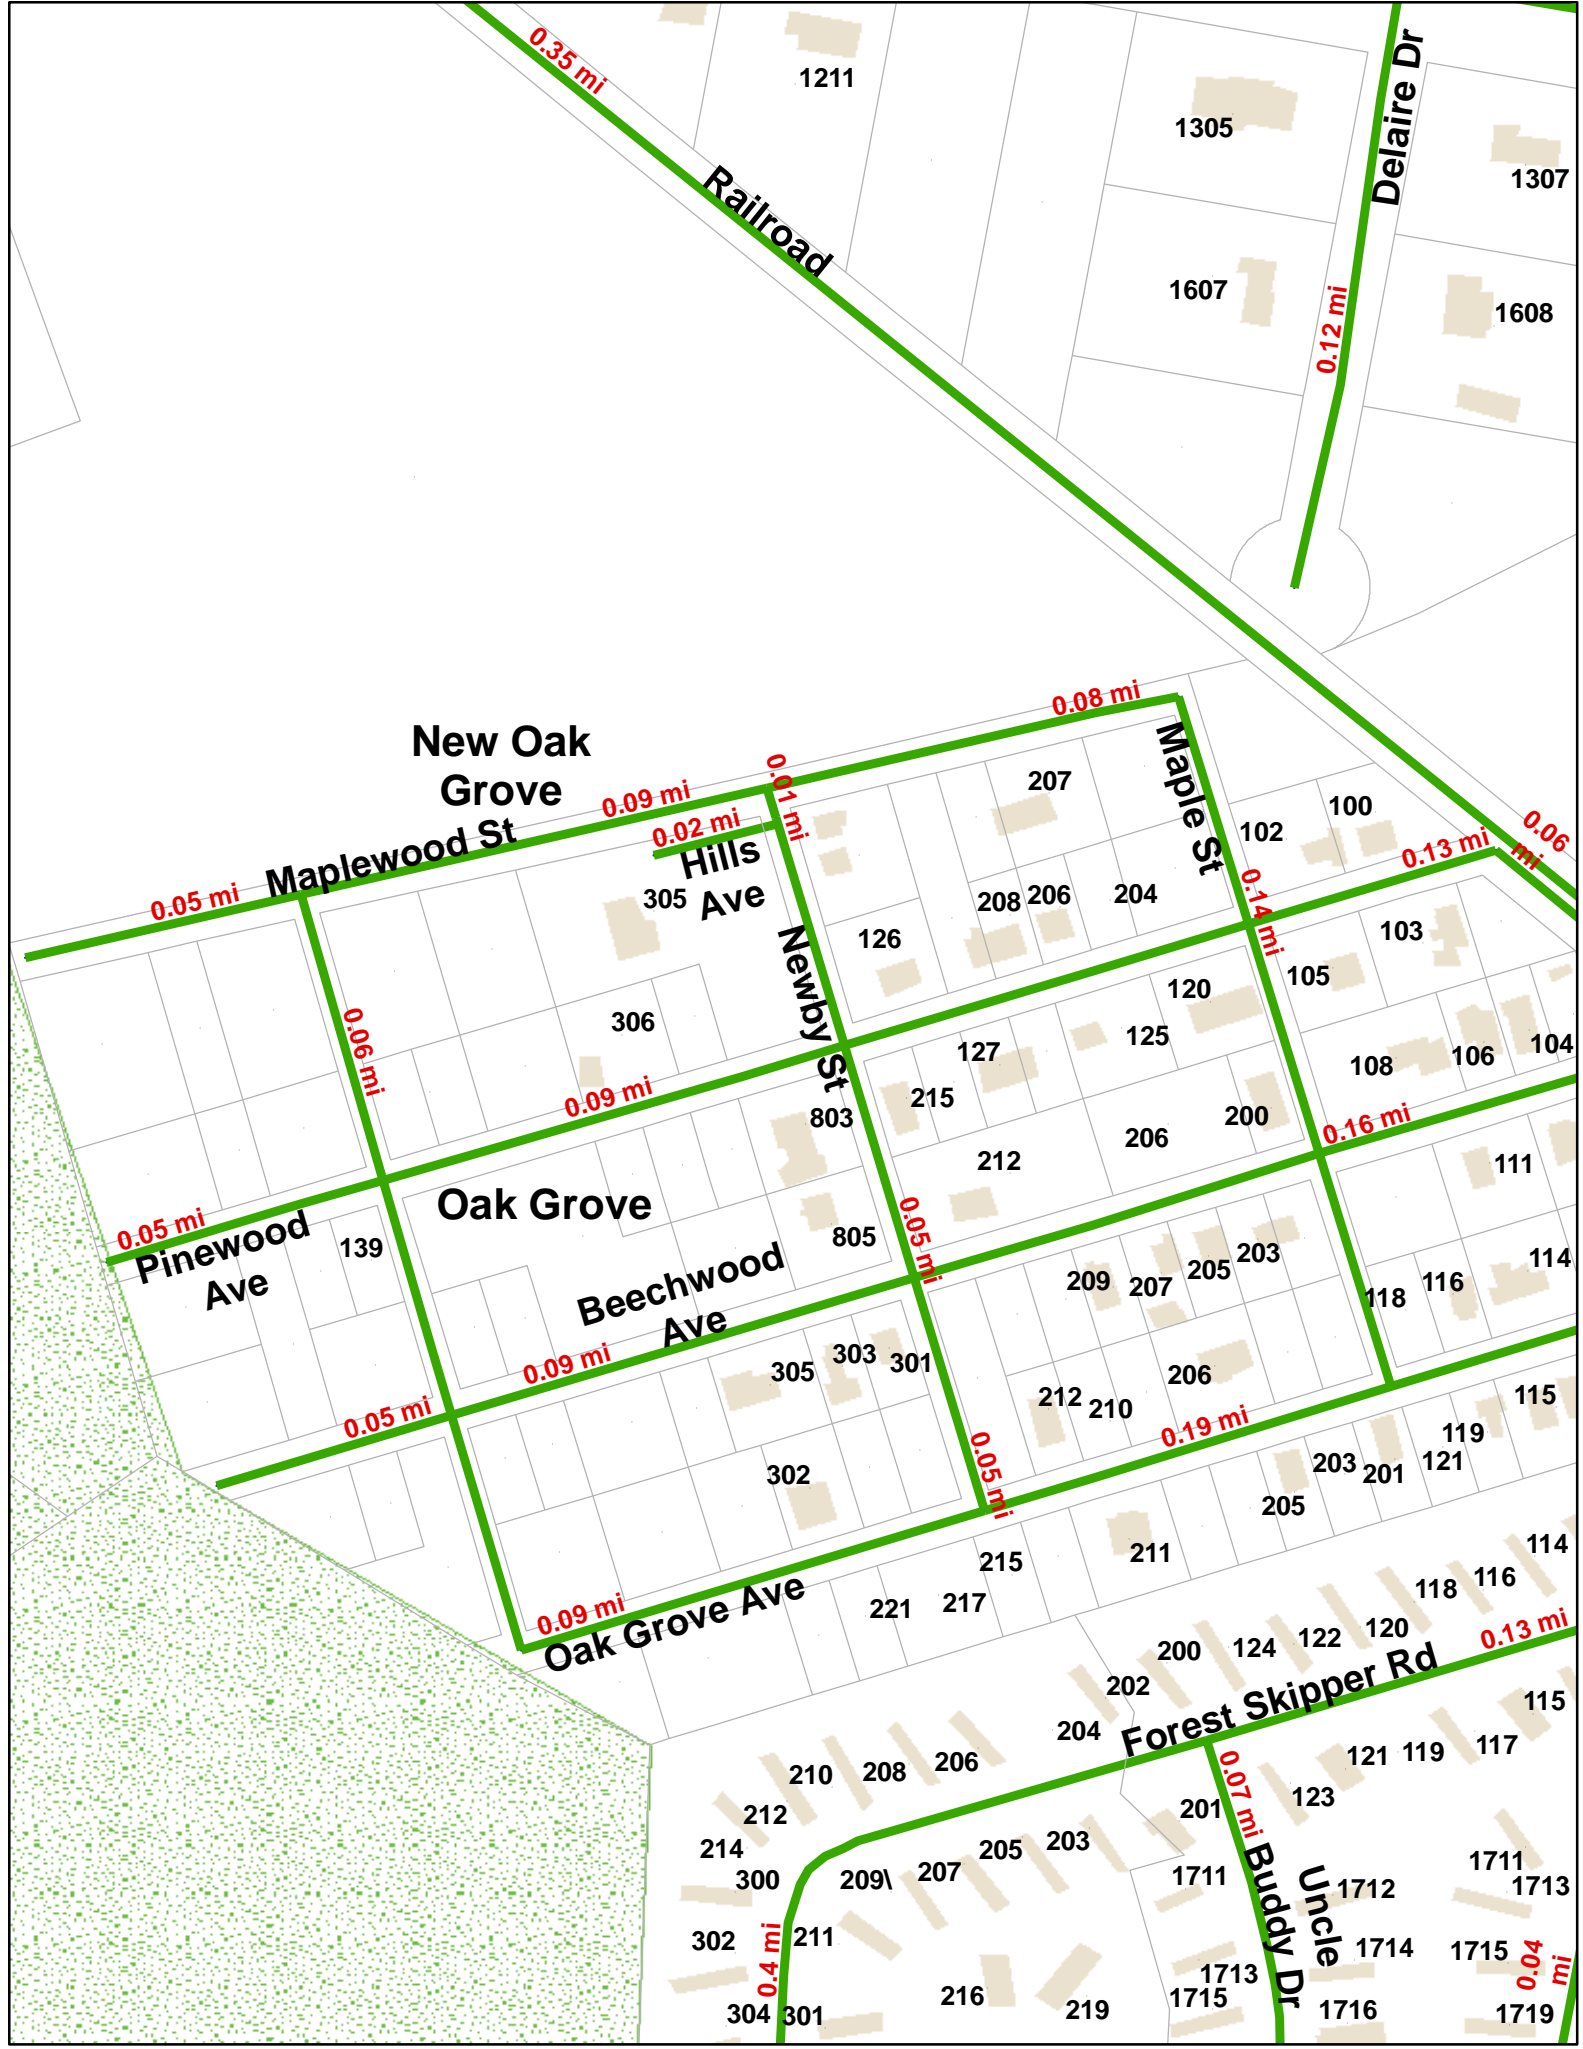 0.35 mi
1211
1305
Delaire Dr
1307
Railroad
1607
0.12 mi
1608
New Oak
Grove
0.08 mi
Maple St
207
0.09 mi
0.01 mi
0.02 mi
Hills
Ave
Maplewood St
102
100
0.13 mi
0.06
mi
0.05 mi
305
208
206
204
0.14 mi
126
103
Newby St
105
120
306
125
127
0.06 mi
108
106
104
0.09 mi
215
803
200
206
0.16 mi
212
111
Oak Grove
0.05 mi
Pinewood
Ave
139
805
0.05 mi
Beechwood
Ave
209
207
205
203
118
116
114
0.09 mi
305
303
301
206
212
210
0.05 mi
0.19 mi
115
119
121
0.05 mi
302
203
201
205
215
211
0.09 mi
Oak Grove Ave
221
217
114
116
118
120
122
124
200
202
204
0.13 mi
Forest Skipper Rd
115
117
119
121
123
206
208
210
212
214
0.07 mi
201
300
209\
207
205
203
1711
Uncle
Buddy Dr
1712
1711
1713
302
211
0.4 mi
1714
1715
0.04
mi
1713
1715
304
301
216
219
1716
1719